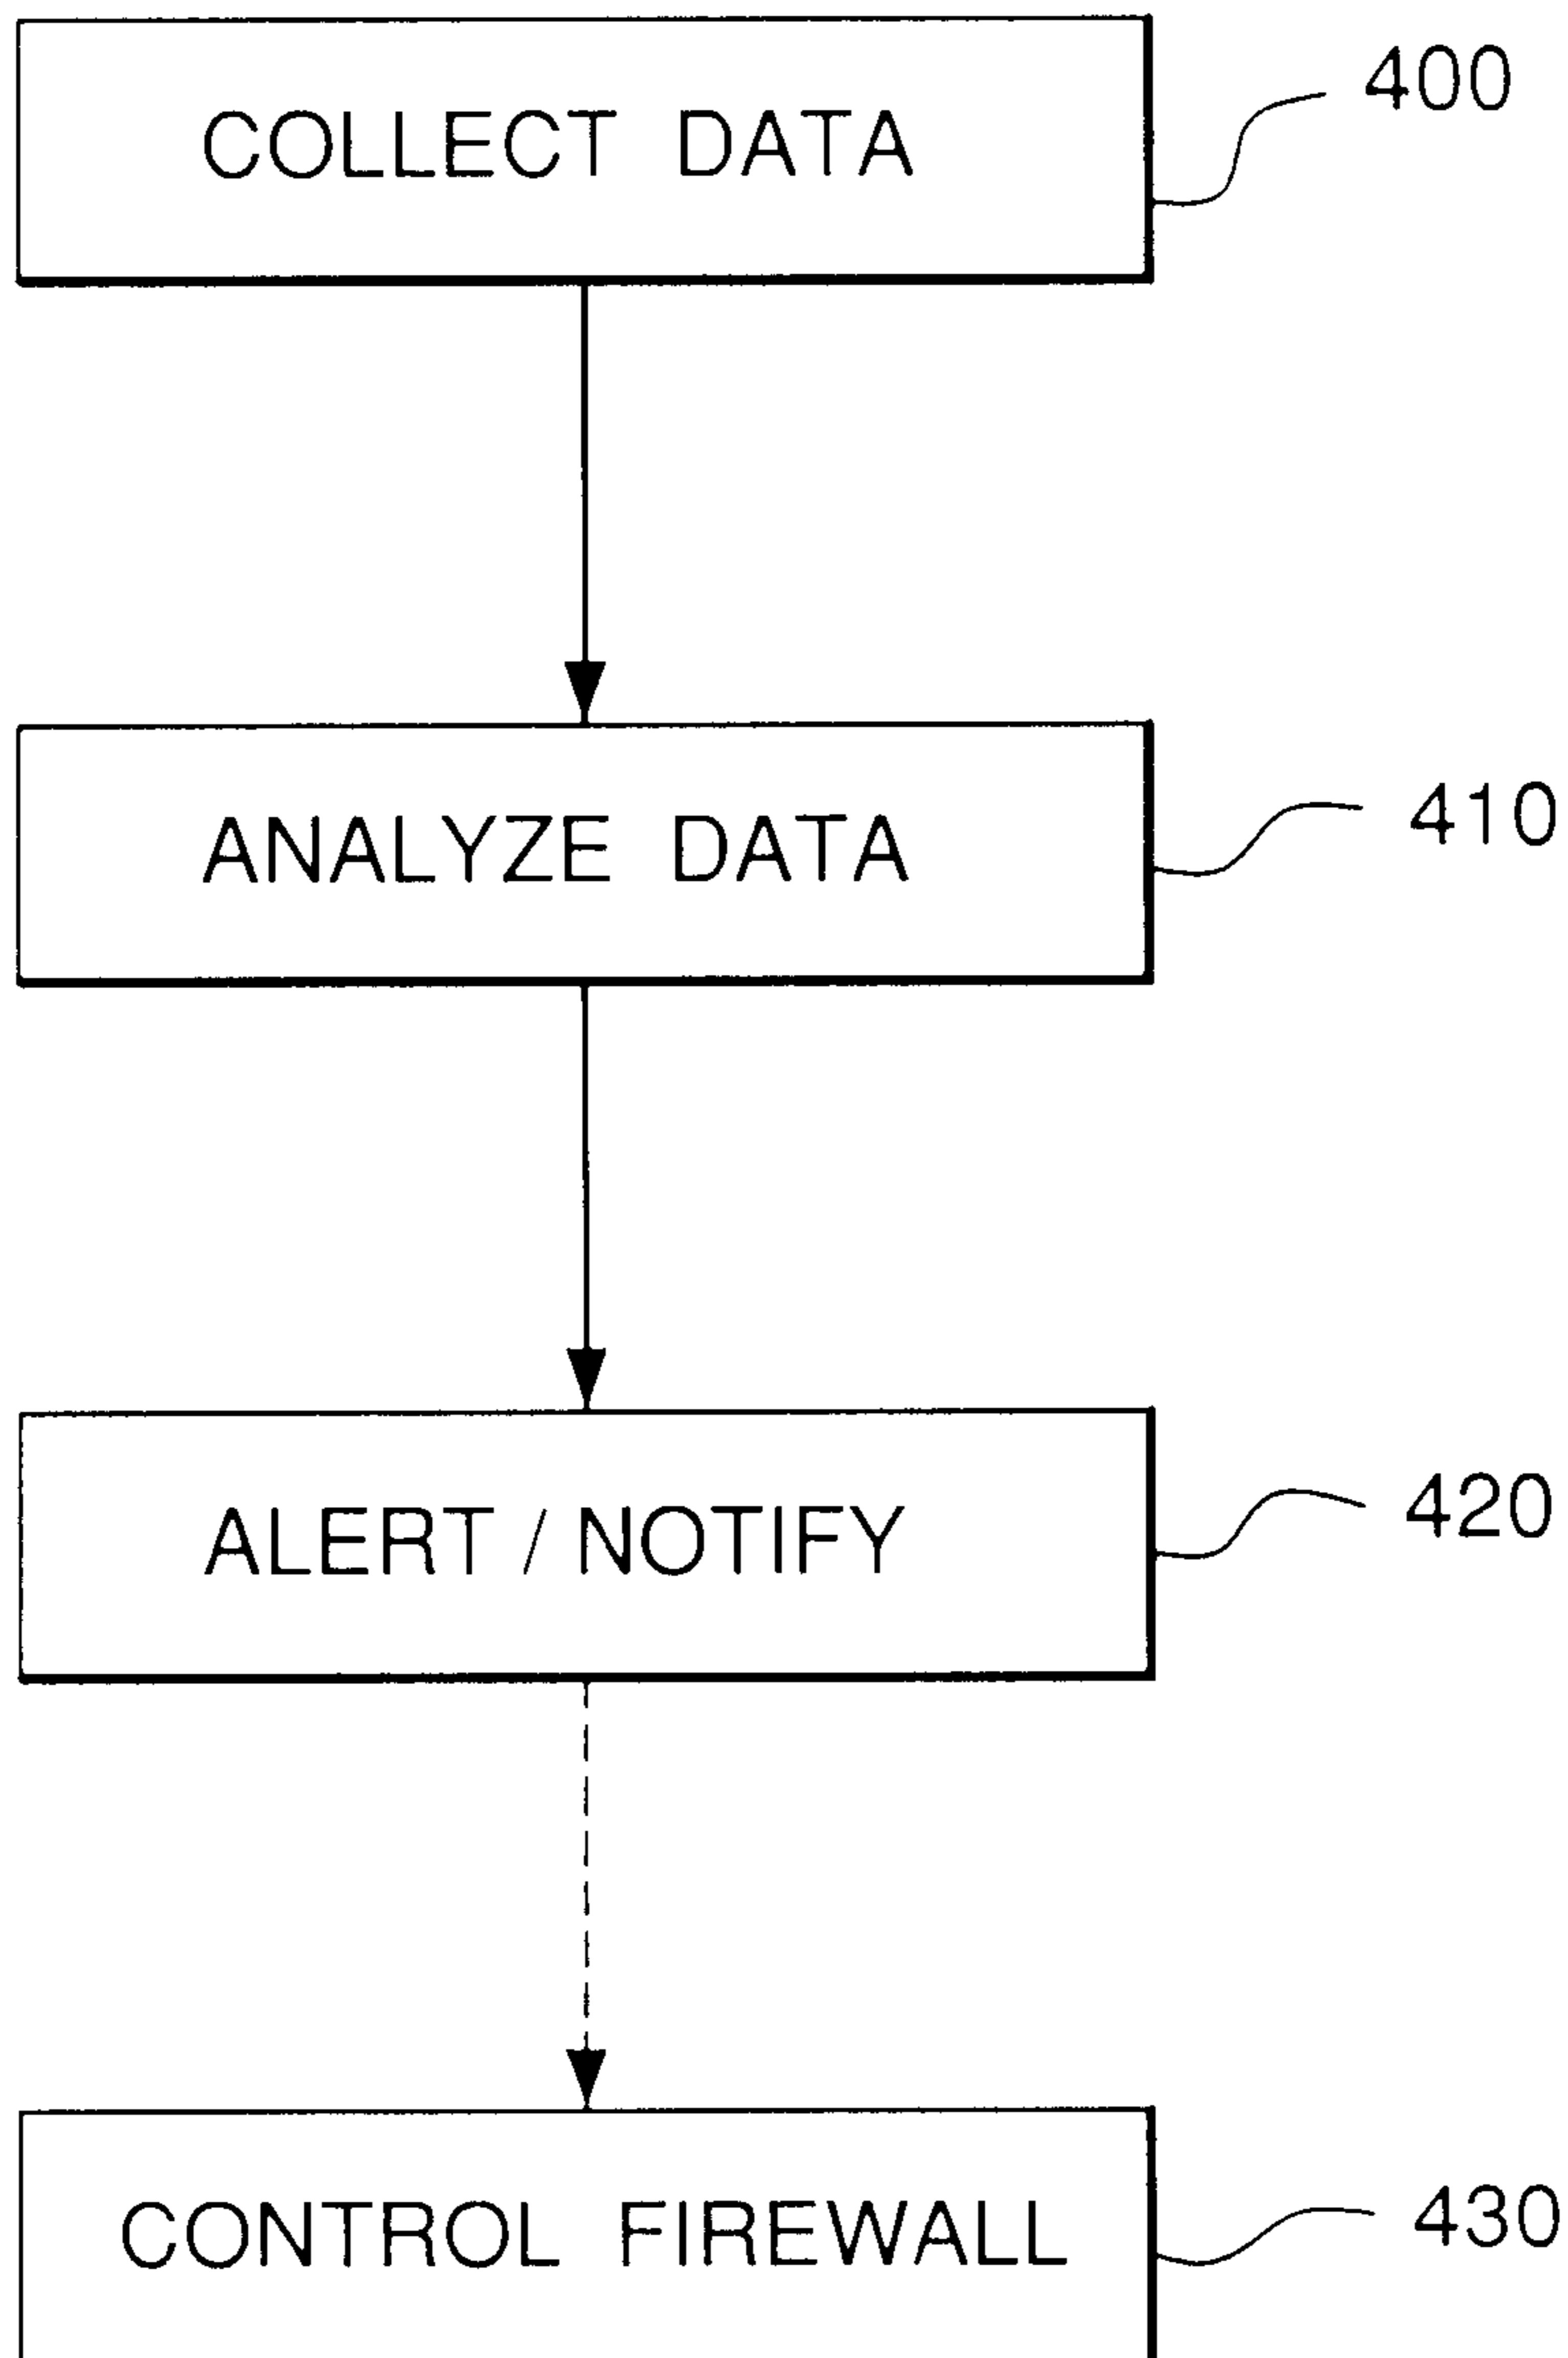 COLLECT DATA
400
ANALYZE DATA
410
ALERT / NOTIFY
420
CONTROL FIREWALL
430